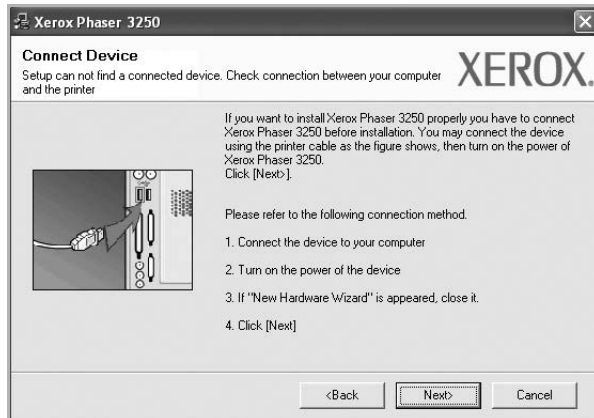 Xerox Phaser 3250
Connect Device
Setup can not find a connected device. Check connection between your computer
and the printer
XEROX.
If you want to install Xerox Phaser 3250 properly you have to connect
Xerox Phaser 3250 before installation. You may connect the device
using the printer cable as the figure shows, then turn on the power of
Xerox Phaser 3250.
Click [Next>].
Please refer to the following connection method.
1. Connect the device to your computer
2. Turn on the power of the device
3. If "New Hardware Wizard" is appeared, close it.
4. Click [Next]
<Back
Next>
Cancel